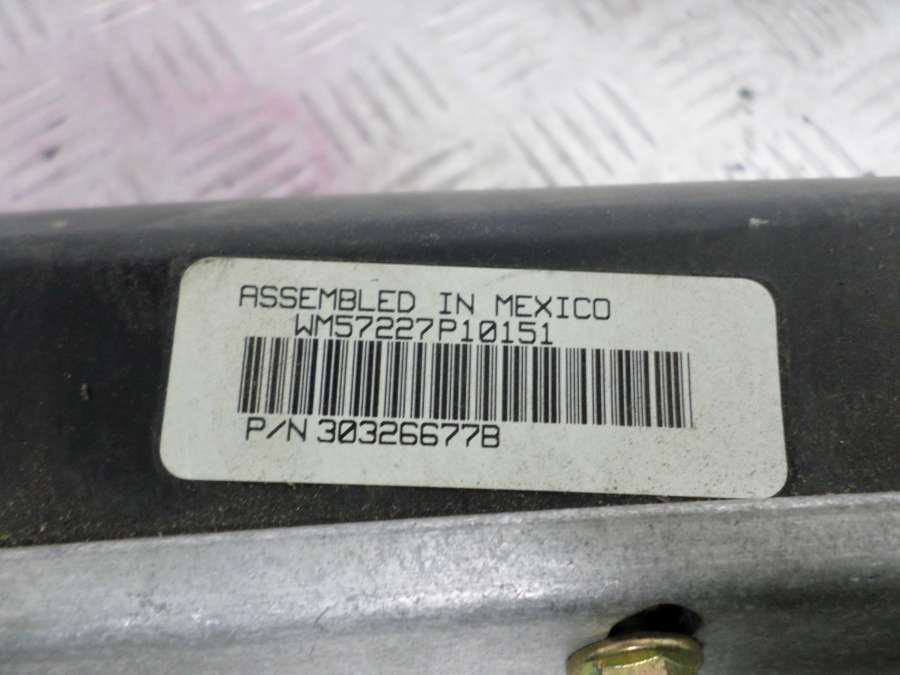 ASSEMBLED IN MEXICO
WM57227P10151
P/N 30326677B